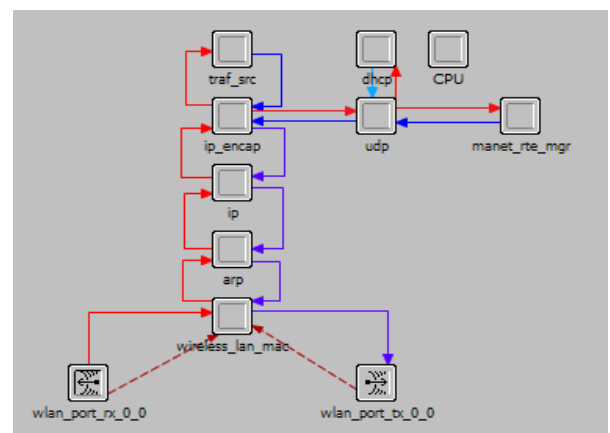 traf_src
dhcp
CPU
ip_encap
udp
manet_rte_mgr
ip
arp
wireless_lan_mac
wlan_port_rx_0_0
wlan_port_tx_0_0